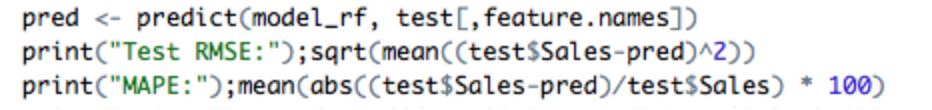 pred <- predict(model_rf, test[,feature.names])
print("Test RMSE:");sqrt(mean((test$Sales-pred)^2))
print("MAPE:");mean(abs((test$Sales-pred)/test$Sales) * 100)